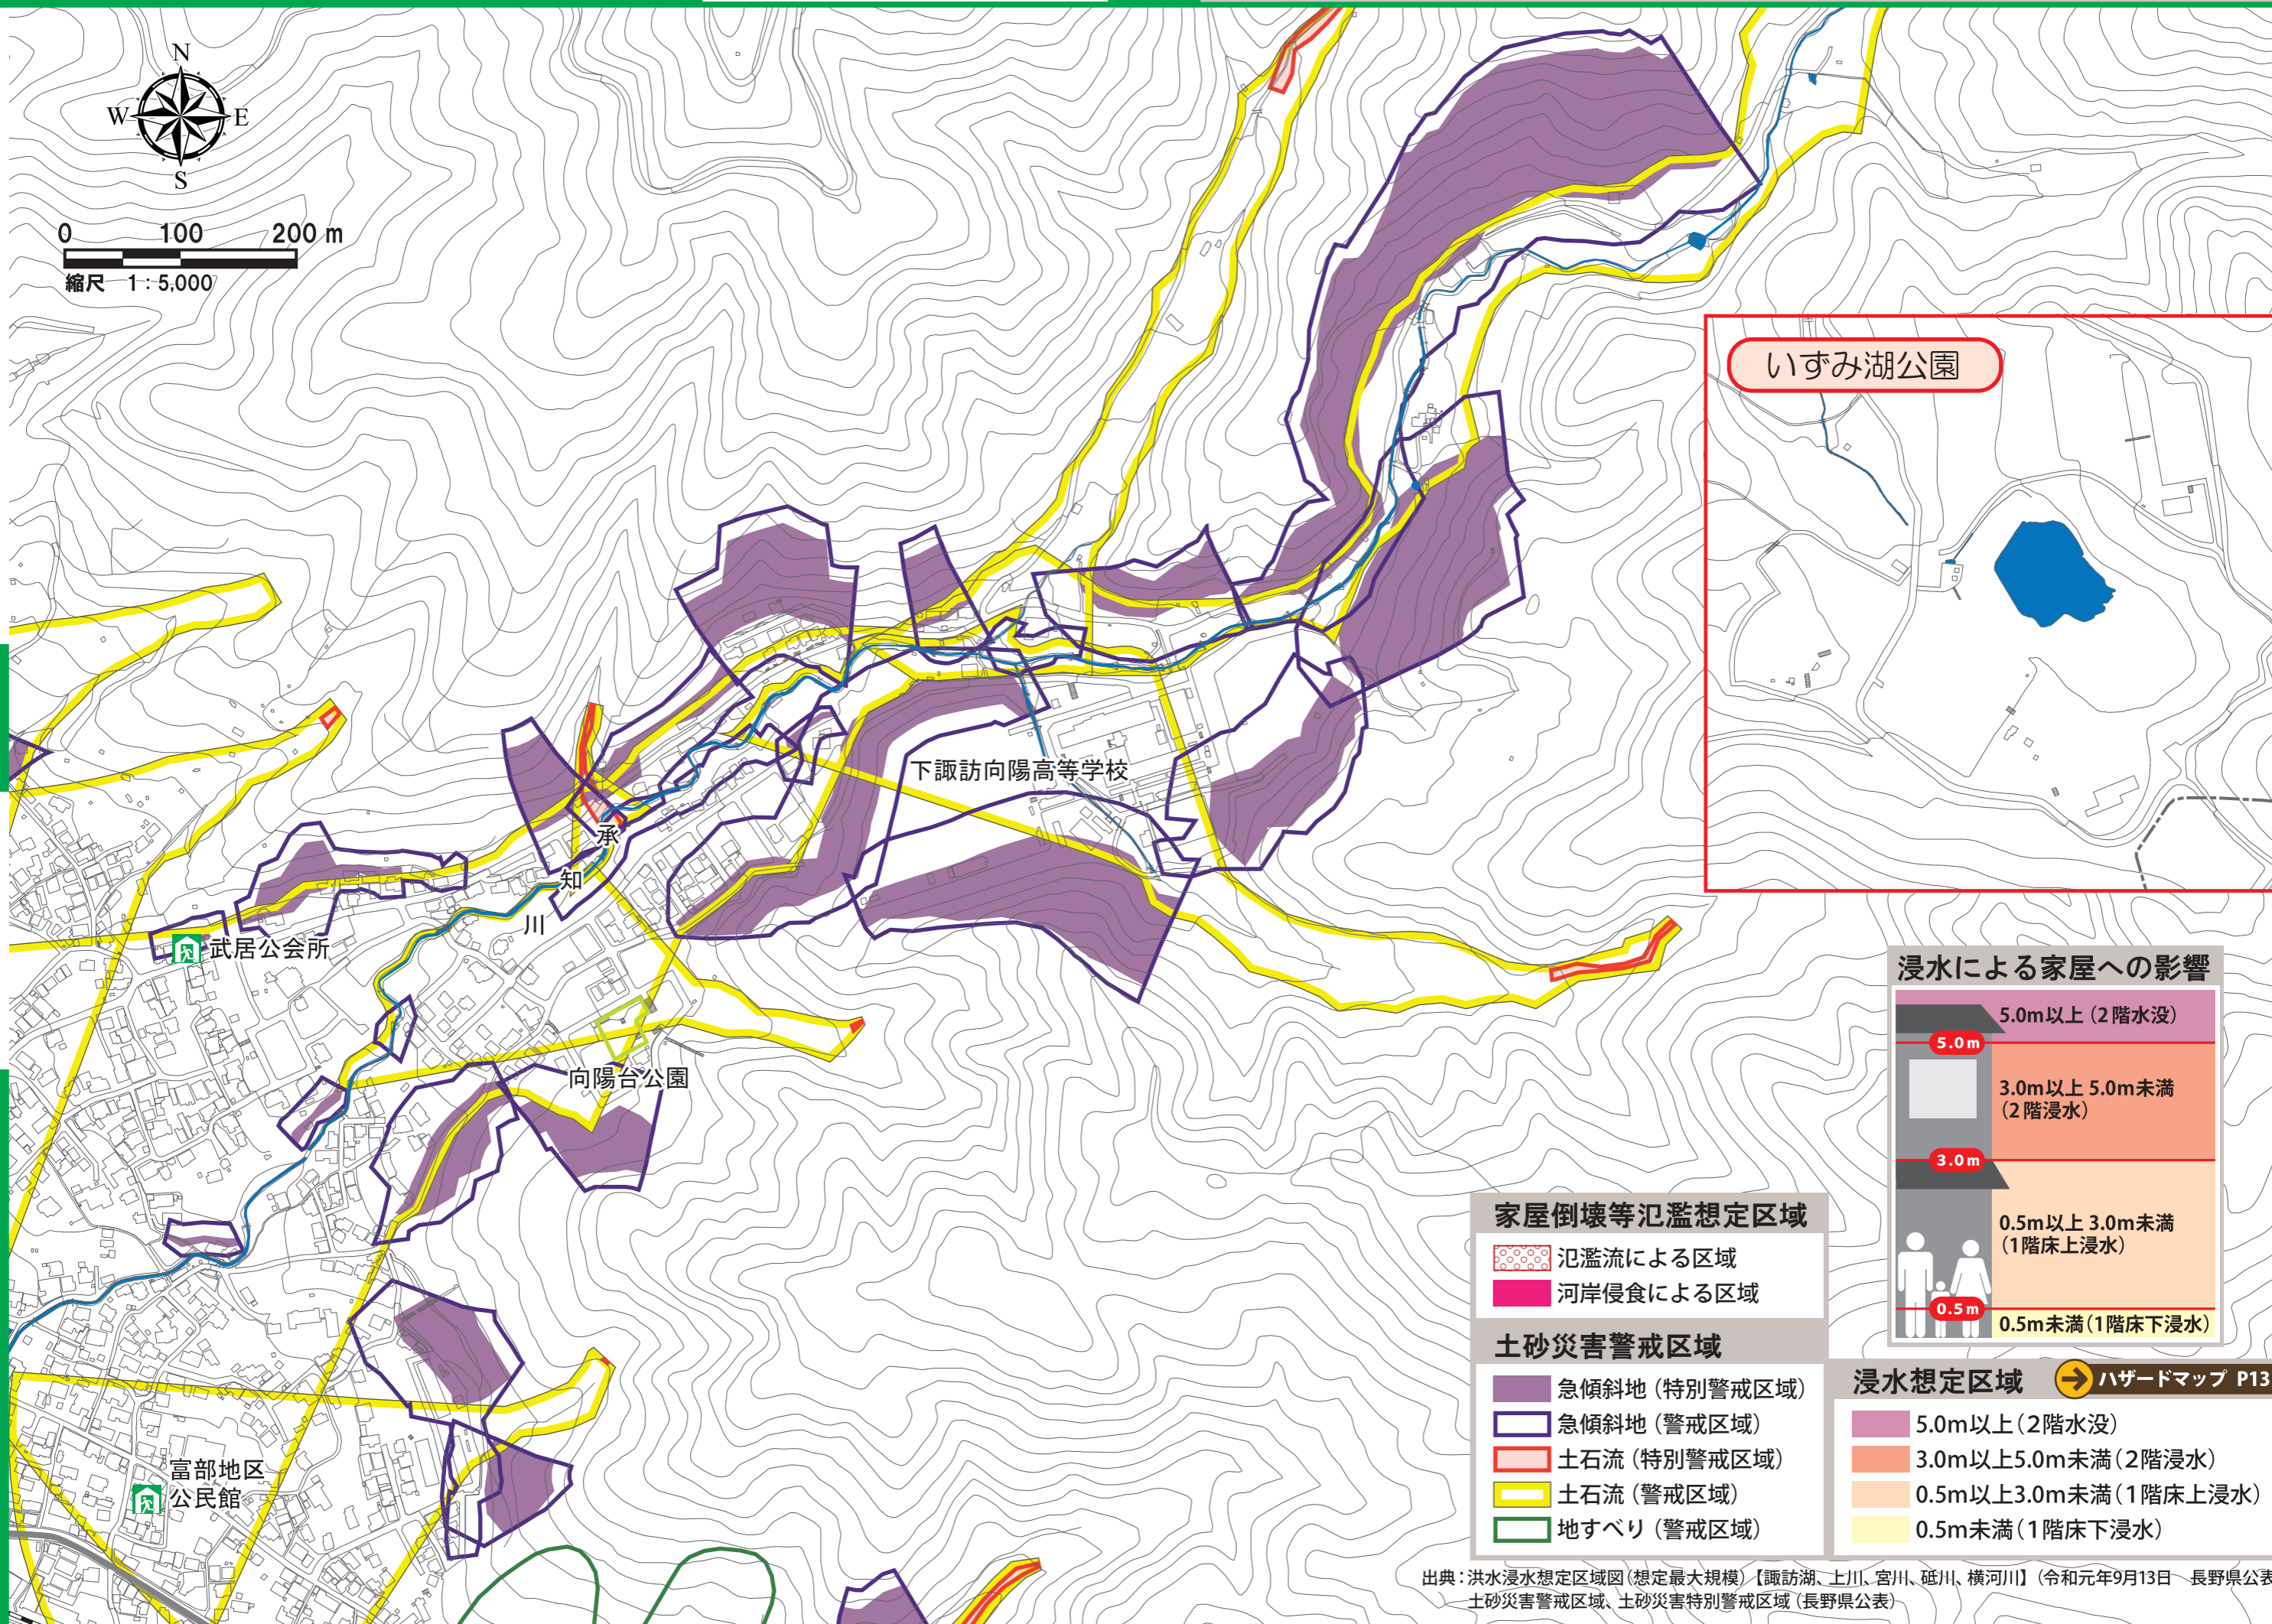 N
W
E
S
0 100 200 m
縮尺 1：5,000
いずみ湖公園
下諏訪向陽高等学校
承
知
川
武居公会所
向陽台公園
富部地区
公民館
浸水による家屋への影響
5.0m以上（2階水没）
5.0m
3.0m以上 5.0m未満
（2階浸水）
3.0m
0.5m以上 3.0m未満
（1階床上浸水）
0.5m
0.5m未満（1階床下浸水）
家屋倒壊等氾濫想定区域
氾濫流による区域
河岸侵食による区域
土砂災害警戒区域
急傾斜地（特別警戒区域）
急傾斜地（警戒区域）
土石流（特別警戒区域）
土石流（警戒区域）
地すべり（警戒区域）
浸水想定区域 ハザードマップ P13
5.0m以上（2階水没）
3.0m以上5.0m未満（2階浸水）
0.5m以上3.0m未満（1階床上浸水）
0.5m未満（1階床下浸水）
出典：洪水浸水想定区域図（想定最大規模）【諏訪湖、上川、宮川、砥川、横河川】（令和元年9月13日 長野県公表
土砂災害警戒区域、土砂災害特別警戒区域（長野県公表）